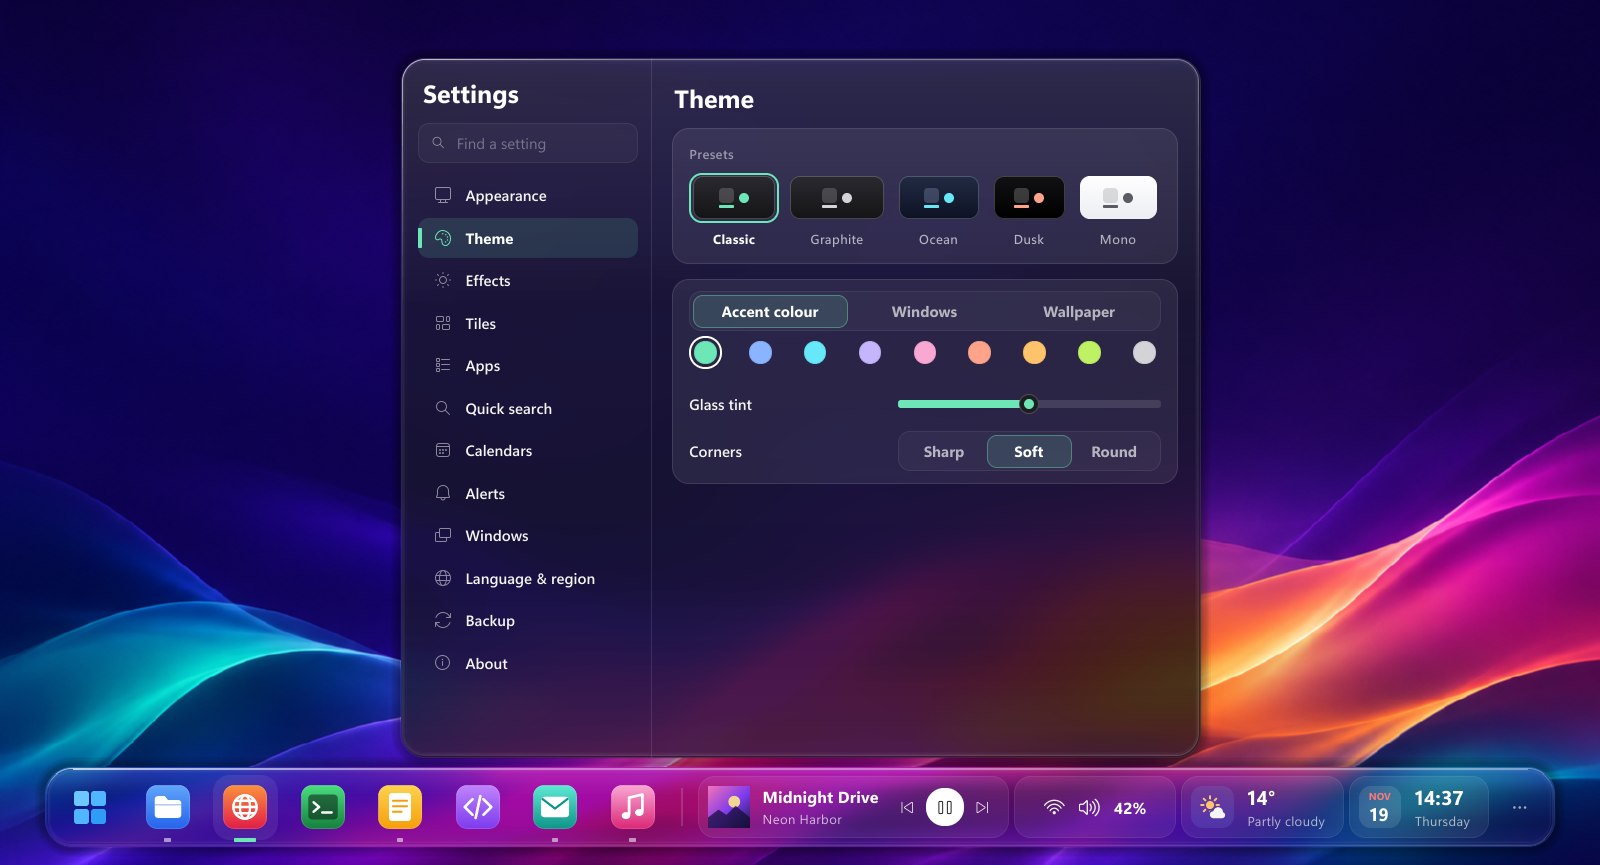 Settings
Find a setting
Appearance
Theme
Effects
Tiles
Apps
Quick search
Calendars
Alerts
Windows
Language & region
Backup
About
Theme
Presets
Classic Graphite Ocean Dusk Mono
Accent colour Windows Wallpaper
Glass tint
Corners Sharp Soft Round
Midnight Drive
Neon Harbor
42%
14°
Partly cloudy
NOV
19
14:37
Thursday